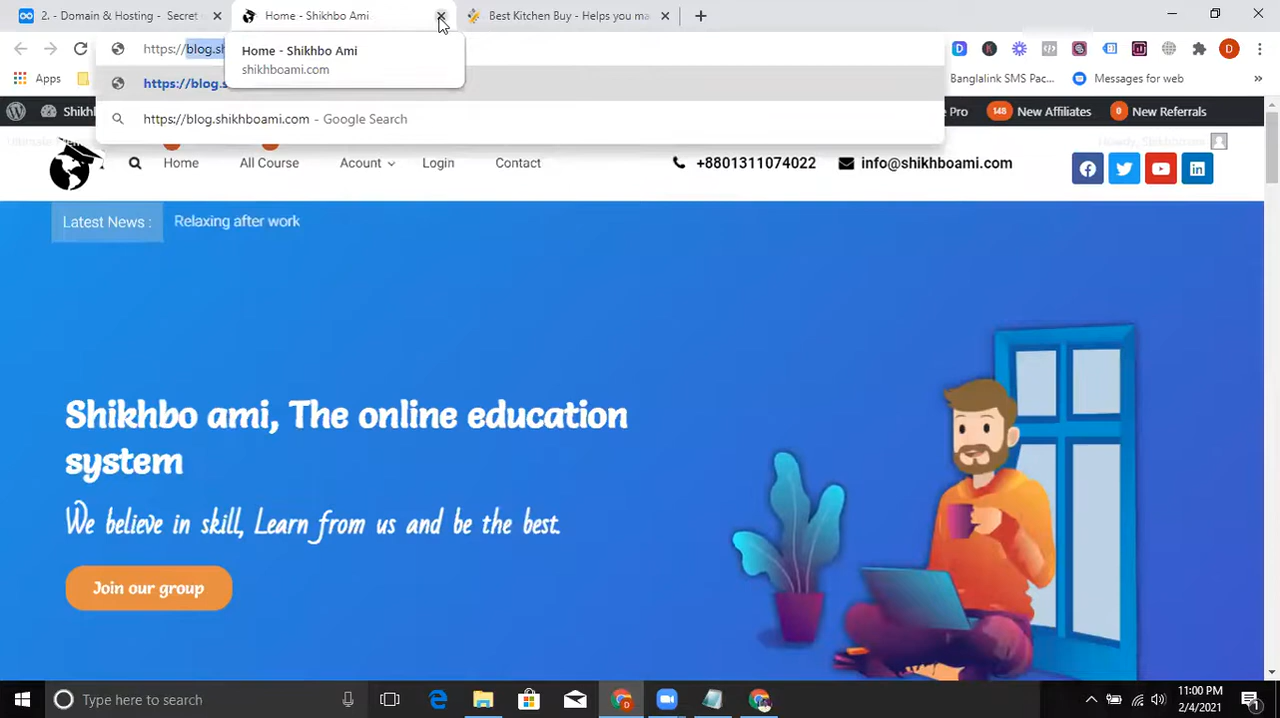 2. - Domain & Hosting - Secret
Home - Shikhbo Ami
Best Kitchen Buy - Helps you ma
https://blog.sh
Home - Shikhbo Ami
shikhboami.com
https://blog.
https://blog.shikhboami.com - Google Search
Apps
Banglalink SMS Pac...
Messages for web
Shikh
e Pro
148 New Affiliates
0 New Referrals
Howdy, Shikhboami
Home
All Course
Acount
Login
Contact
+8801311074022
info@shikhboami.com
Latest News :
Relaxing after work
Shikhbo ami, The online education
system
We believe in skill, Learn from us and be the best.
Join our group
Type here to search
11:00 PM
2/4/2021